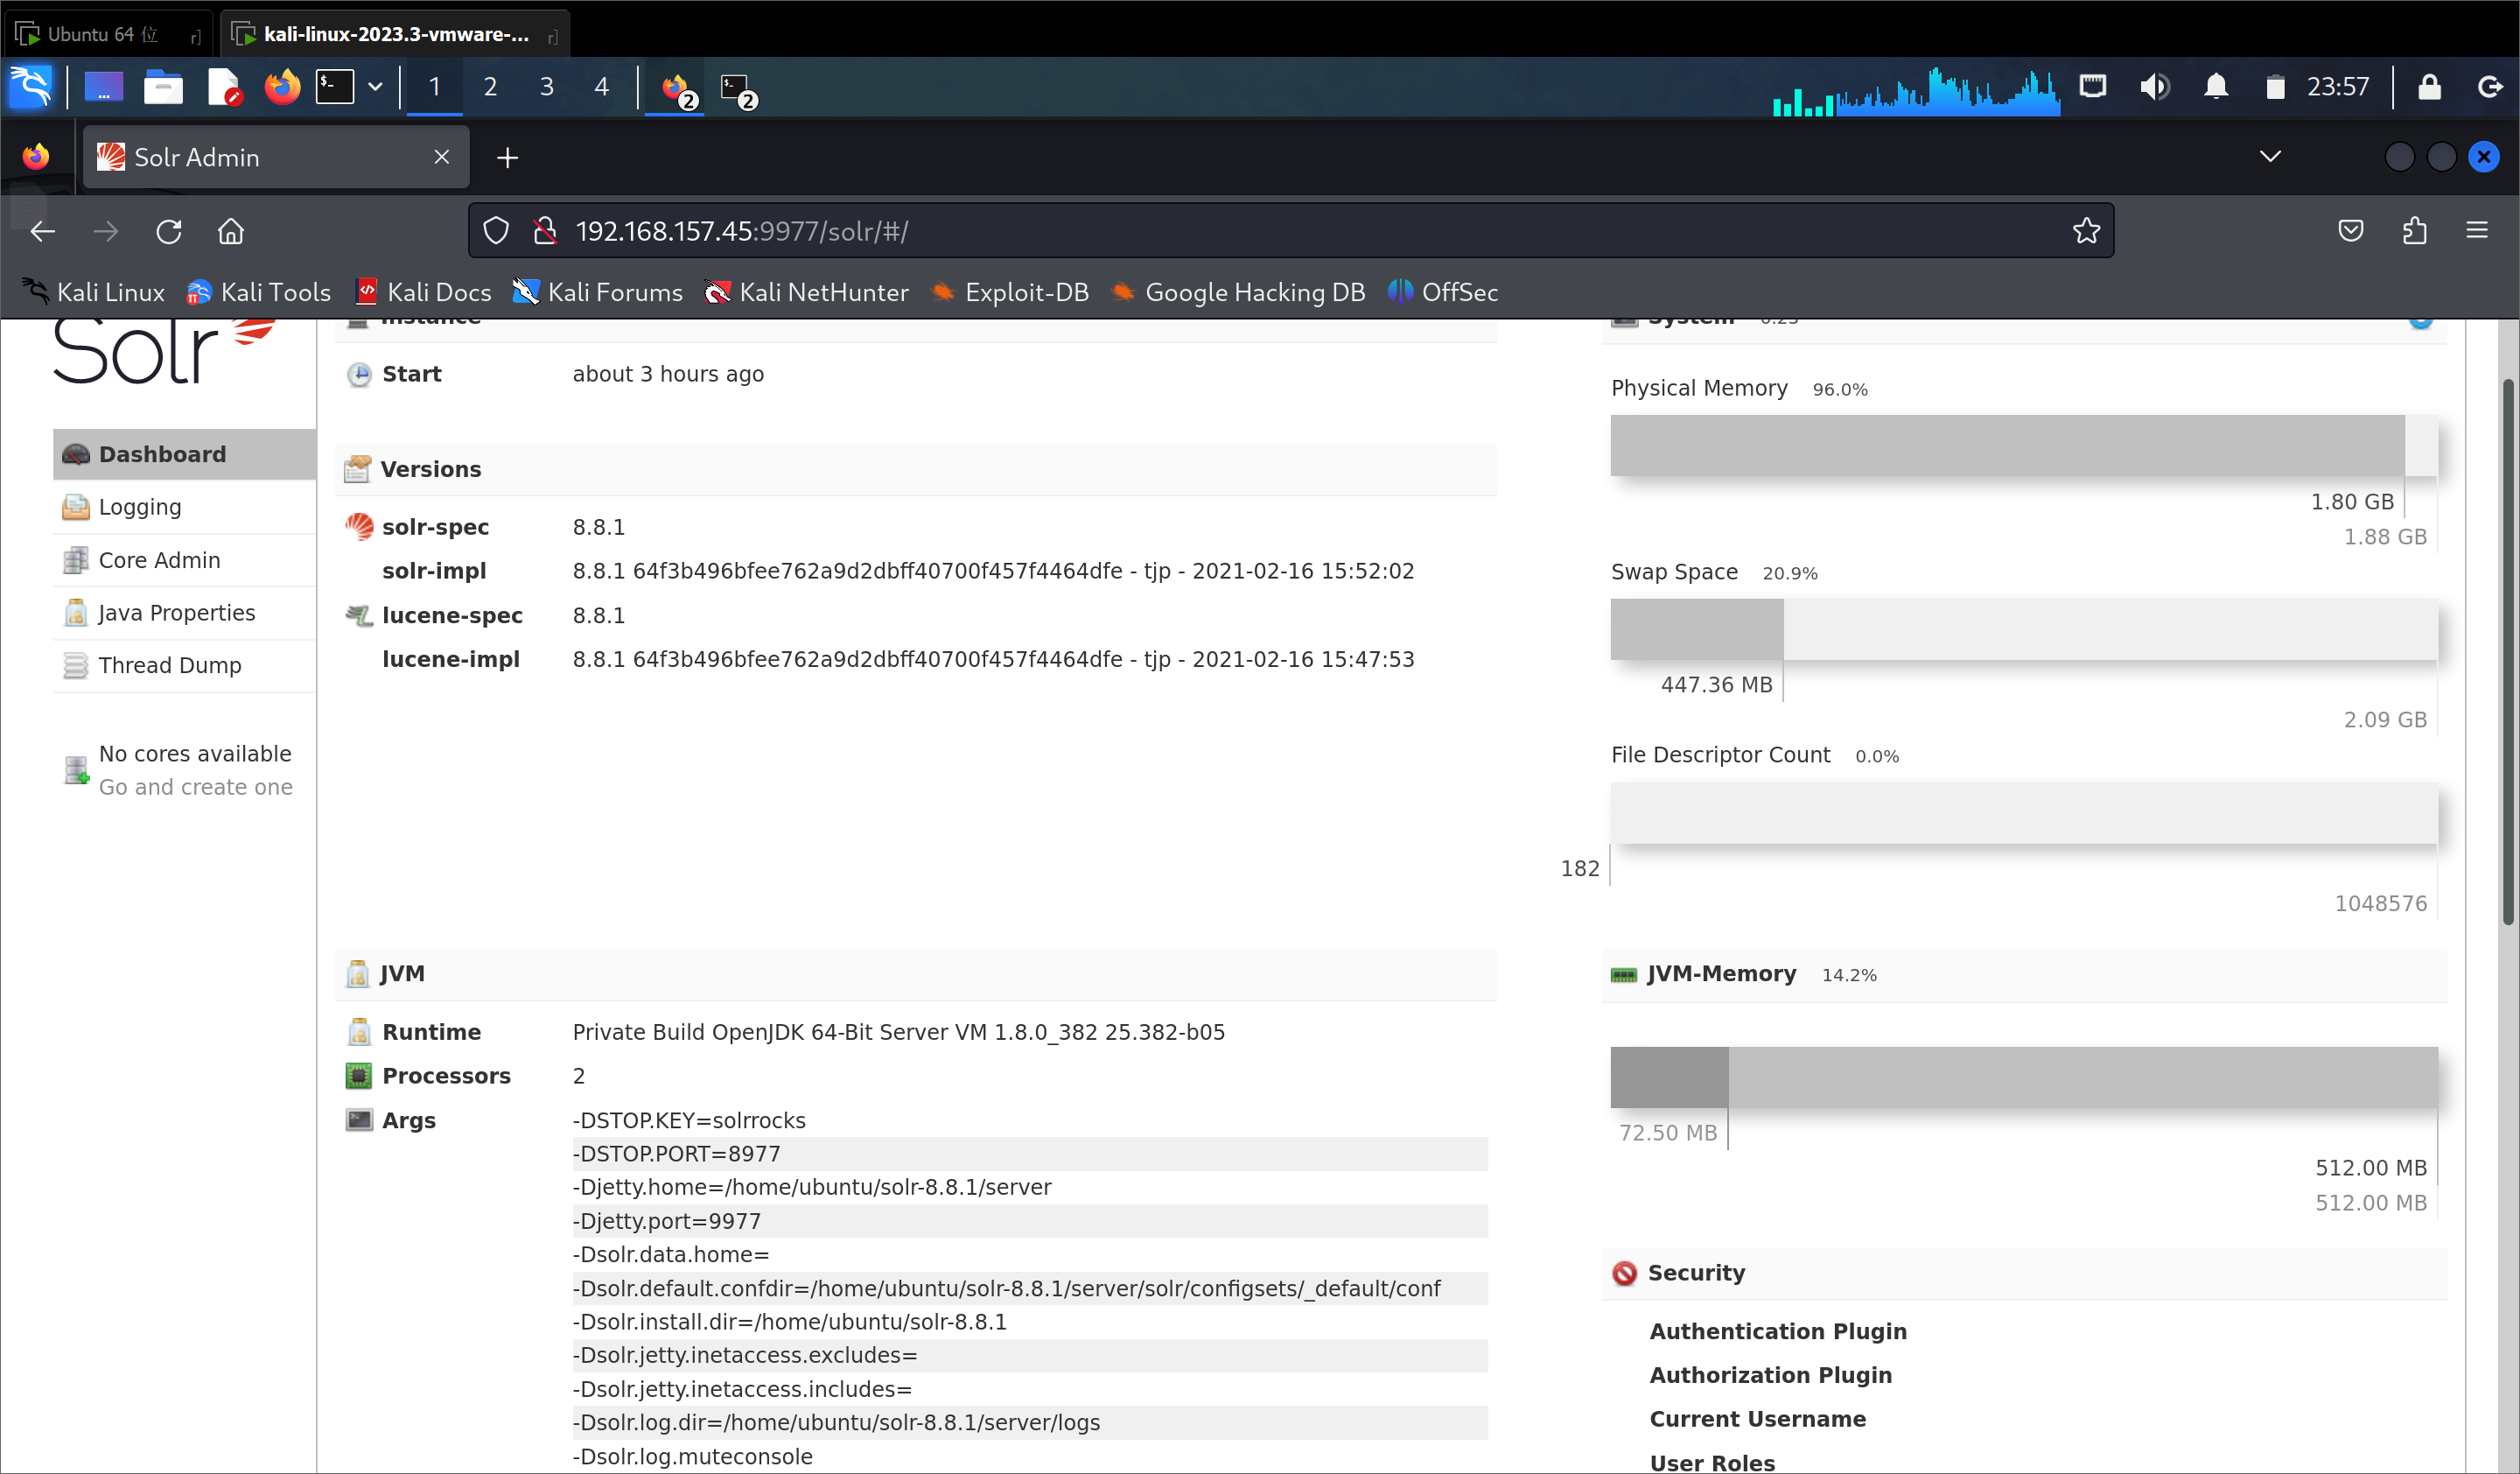 Ubuntu 64 位
kali-linux-2023.3-vmware-...
1 2 3 4
2
2
23:57
Solr Admin
192.168.157.45:9977/solr/#/
Kali Linux
Kali Tools
Kali Docs
Kali Forums
Kali NetHunter
Exploit-DB
Google Hacking DB
OffSec
Solr
Dashboard
Logging
Core Admin
Java Properties
Thread Dump
No cores available
Go and create one
Instance
Start about 3 hours ago
Versions
solr-spec 8.8.1
solr-impl 8.8.1 64f3b496bfee762a9d2dbff40700f457f4464dfe - tjp - 2021-02-16 15:52:02
lucene-spec 8.8.1
lucene-impl 8.8.1 64f3b496bfee762a9d2dbff40700f457f4464dfe - tjp - 2021-02-16 15:47:53
JVM
Runtime Private Build OpenJDK 64-Bit Server VM 1.8.0_382 25.382-b05
Processors 2
Args -DSTOP.KEY=solrrocks
-DSTOP.PORT=8977
-Djetty.home=/home/ubuntu/solr-8.8.1/server
-Djetty.port=9977
-Dsolr.data.home=
-Dsolr.default.confdir=/home/ubuntu/solr-8.8.1/server/solr/configsets/_default/conf
-Dsolr.install.dir=/home/ubuntu/solr-8.8.1
-Dsolr.jetty.inetaccess.excludes=
-Dsolr.jetty.inetaccess.includes=
-Dsolr.log.dir=/home/ubuntu/solr-8.8.1/server/logs
-Dsolr.log.muteconsole
System
Physical Memory 96.0%
1.80 GB
1.88 GB
Swap Space 20.9%
447.36 MB
2.09 GB
File Descriptor Count 0.0%
182
1048576
JVM-Memory 14.2%
72.50 MB
512.00 MB
512.00 MB
Security
Authentication Plugin
Authorization Plugin
Current Username
User Roles